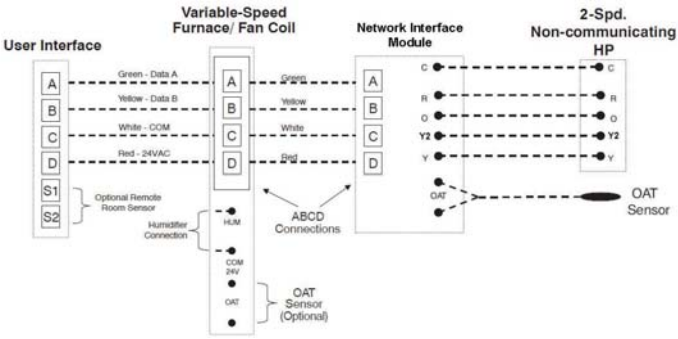 Variable-Speed
Furnace/ Fan Coil
Network Interface
Module
2-Spd.
Non-communicating
HP
User Interface
A
Green - Data A
A
Green
A
B
Yellow - Data B
B
Yellow
B
C
White - COM
C
White
C
D
Red - 24VAC
D
Red
D
S1
S2
Optional Remote
Room Sensor
HUM
Humidifier
Connection
COM
24V
OAT
OAT
Sensor
(Optional)
ABCD
Connections
C
C
R
R
O
O
Y2
Y2
Y
Y
OAT
OAT
Sensor